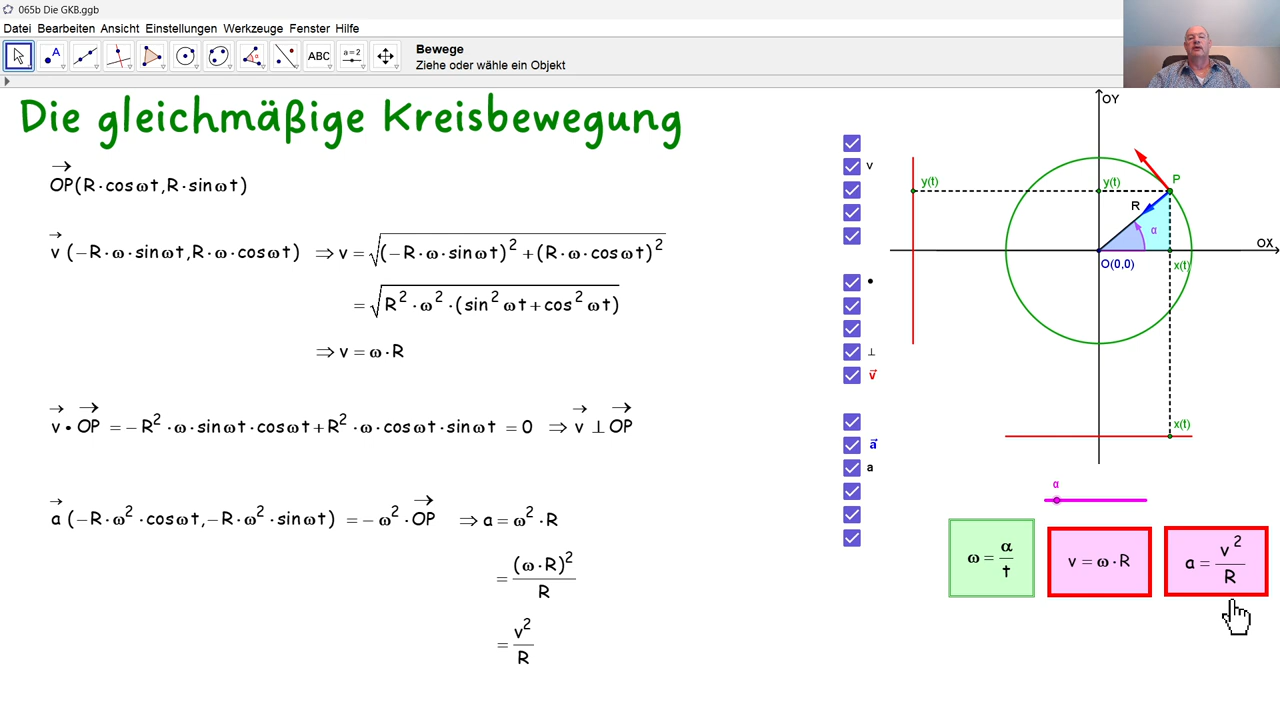 065b Die GKB.ggb
Datei Bearbeiten Ansicht Einstellungen Werkzeuge Fenster Hilfe
A α ABC a=2
Bewege
Ziehe oder wähle ein Objekt
Die gleichmäßige Kreisbewegung
→OP(R·cosωt,R·sinωt)
→v(−R·ω·sinωt,R·ω·cosωt) ⇒v=√((−R·ω·sinωt)²+(R·ω·cosωt)²)
=√(R²·ω²·(sin²ωt+cos²ωt))
⇒v=ω·R
→v•→OP =−R²·ω·sinωt·cosωt+R²·ω·cosωt·sinωt =0 ⇒→v⊥→OP
→a(−R·ω²·cosωt,−R·ω²·sinωt) =−ω²·→OP ⇒a=ω²·R
=(ω·R)²/R
=v²/R
v
•
⊥
v⃗
a⃗
a
OY
y(t)
y(t)
P
R
α
OX
O(0,0)
x(t)
x(t)
α
ω=α/t
v=ω·R
a=v²/R